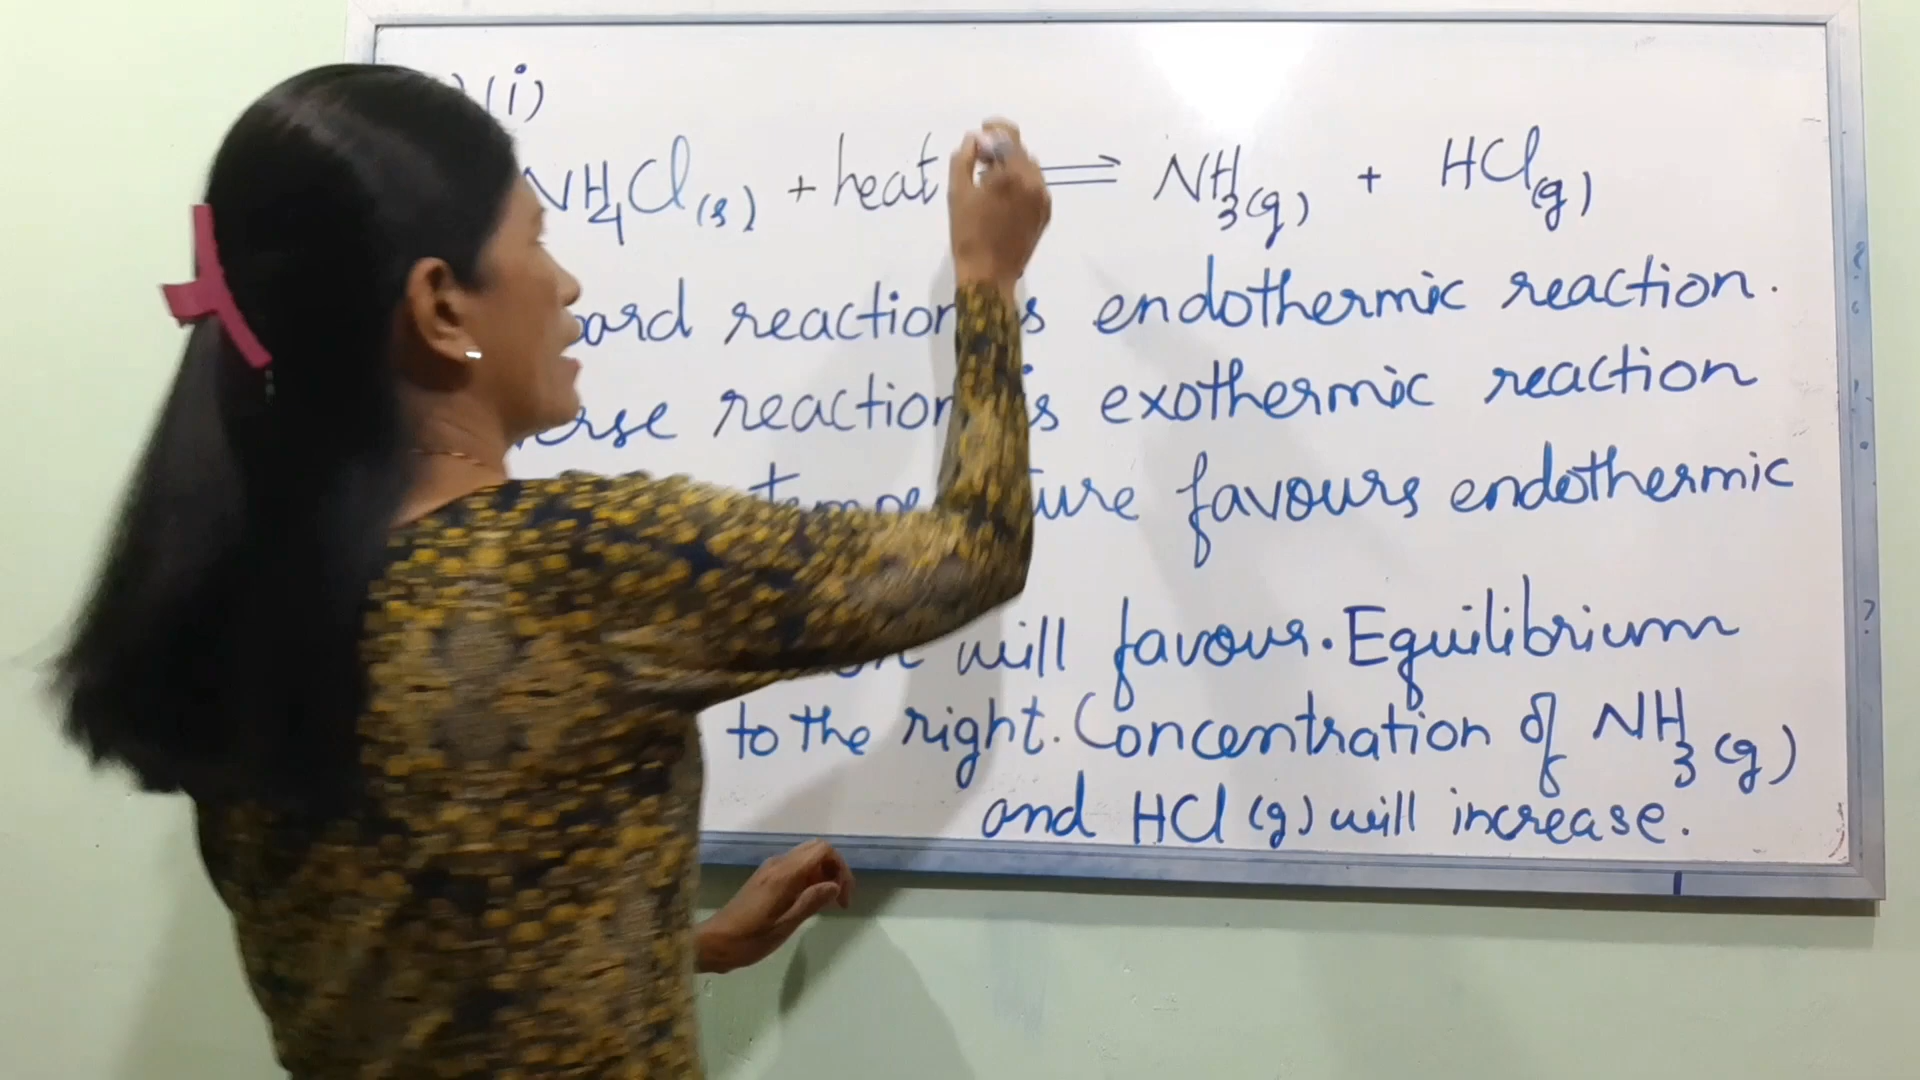 (i)
NH₄Cl(s) + heat ⇌ NH₃(g) + HCl(g)
reaction endothermic reaction.
reaction exothermic reaction
favours endothermic
will favour. Equilibrium
to the right. Concentration of NH₃(g)
and HCl(g) will increase.